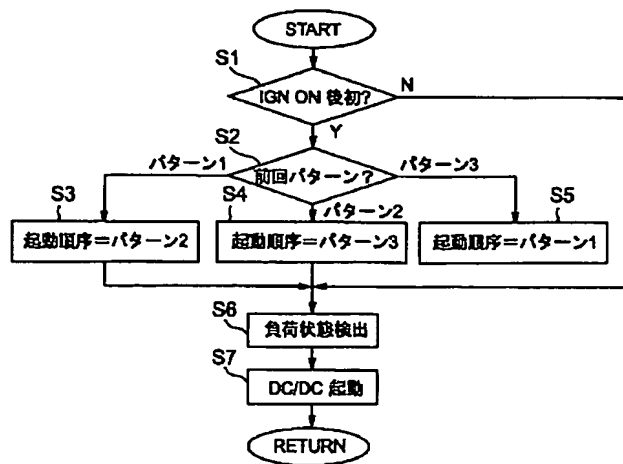 START
S1
IGN ON 後初?
N
Y
S2
前回パターン?
パターン1
パターン3
パターン2
S3
起動順序=パターン2
S4
起動順序=パターン3
S5
起動順序=パターン1
S6
負荷状態検出
S7
DC/DC 起動
RETURN